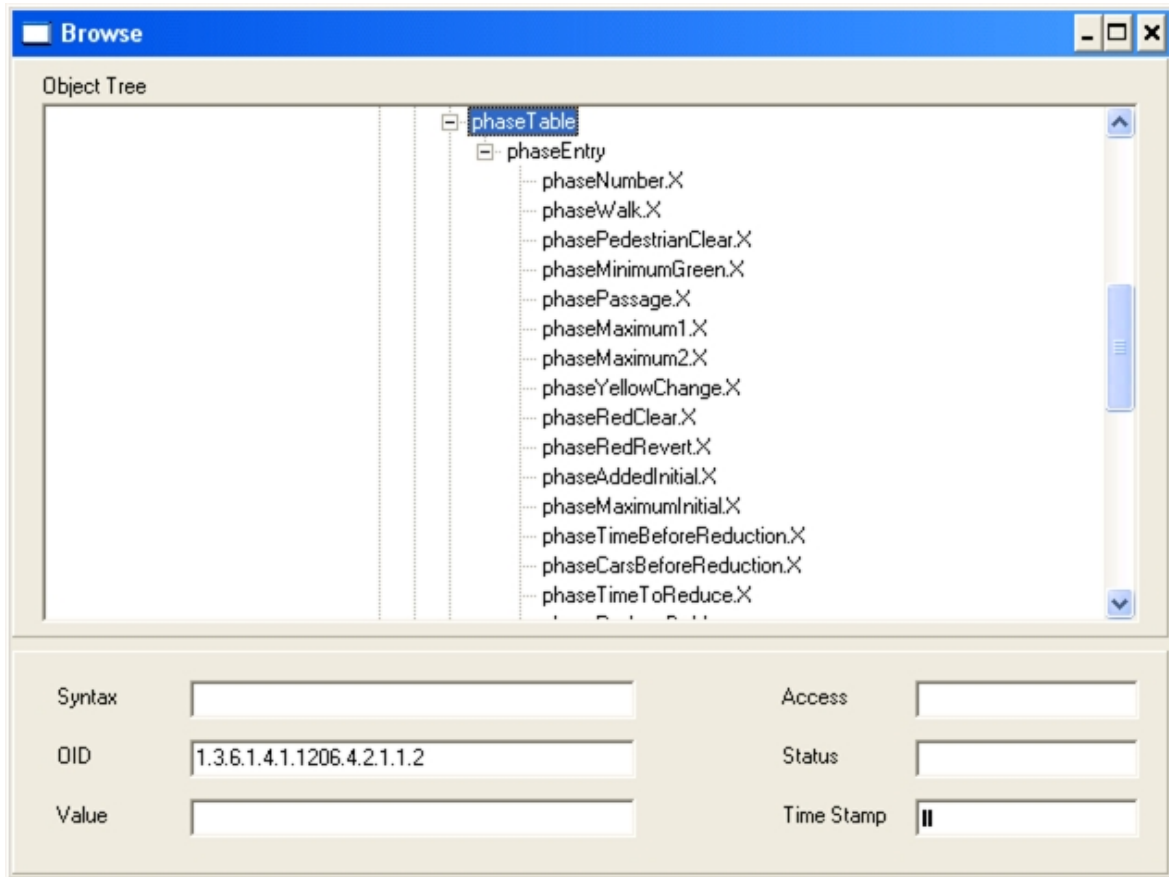 Browse
Object Tree
phaseTable
phaseEntry
phaseNumber.X
phaseWalk.X
phasePedestrianClear.X
phaseMinimumGreen.X
phasePassage.X
phaseMaximum1.X
phaseMaximum2.X
phaseYellowChange.X
phaseRedClear.X
phaseRedRevert.X
phaseAddedInitial.X
phaseMaximumInitial.X
phaseTimeBeforeReduction.X
phaseCarsBeforeReduction.X
phaseTimeToReduce.X
Syntax
Access
OID 1.3.6.1.4.1.1206.4.2.1.1.2
Status
Value
Time Stamp